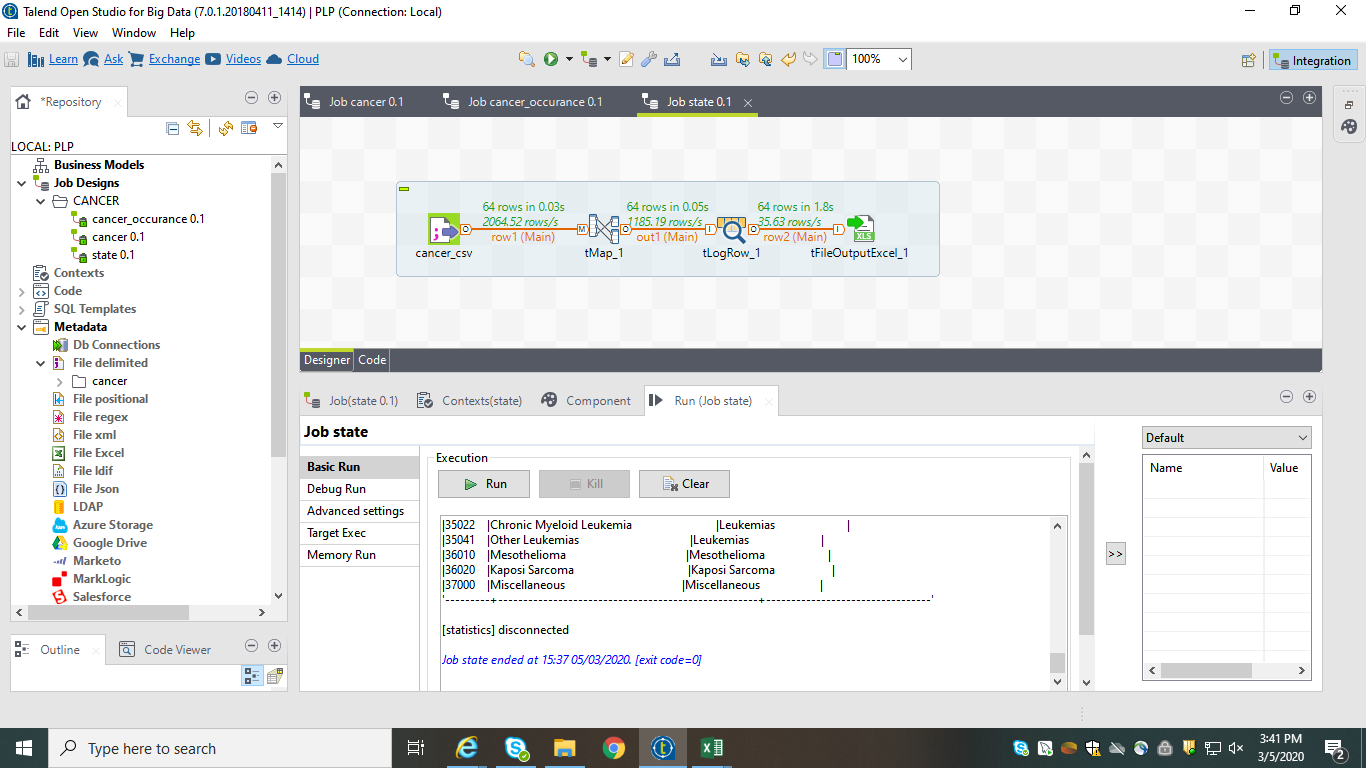 Talend Open Studio for Big Data (7.0.1.20180411_1414) | PLP (Connection: Local)
File Edit View Window Help
Learn Ask Exchange Videos Cloud
100%
Integration
*Repository
LOCAL: PLP
Business Models
Job Designs
CANCER
cancer_occurance 0.1
cancer 0.1
state 0.1
Contexts
Code
SQL Templates
Metadata
Db Connections
File delimited
cancer
File positional
File regex
File xml
File Excel
File ldif
File Json
LDAP
Azure Storage
Google Drive
Marketo
MarkLogic
Salesforce
Outline
Code Viewer
Job cancer 0.1
Job cancer_occurance 0.1
Job state 0.1
64 rows in 0.03s
2064.52 rows/s
row1 (Main)
64 rows in 0.05s
1185.19 rows/s
out1 (Main)
64 rows in 1.8s
35.63 rows/s
row2 (Main)
cancer_csv
tMap_1
tLogRow_1
tFileOutputExcel_1
Designer Code
Job(state 0.1)
Contexts(state)
Component
Run (Job state)
Job state
Basic Run
Debug Run
Advanced settings
Target Exec
Memory Run
Execution
Run
Kill
Clear
|35022 |Chronic Myeloid Leukemia |Leukemias |
|35041 |Other Leukemias |Leukemias |
|36010 |Mesothelioma |Mesothelioma |
|36020 |Kaposi Sarcoma |Kaposi Sarcoma |
|37000 |Miscellaneous |Miscellaneous |
'---------+----------------------------------------------------+---------------------------------'
[statistics] disconnected
Job state ended at 15:37 05/03/2020. [exit code=0]
>>
Default
Name Value
Type here to search
3:41 PM
3/5/2020
2